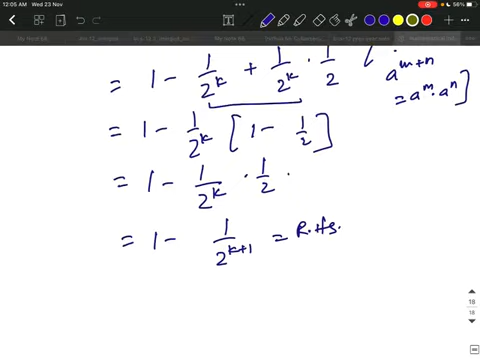 12:05 AM Wed 23 Nov
56%
= 1 - 1/2^k + 1/2^k · 1/2 [ ∵ a^{m+n} = a^m · a^n ]
= 1 - 1/2^k [ 1 - 1/2 ]
= 1 - 1/2^k · 1/2 ·
= 1 - 1/2^{k+1} = R.Hs.
18
18